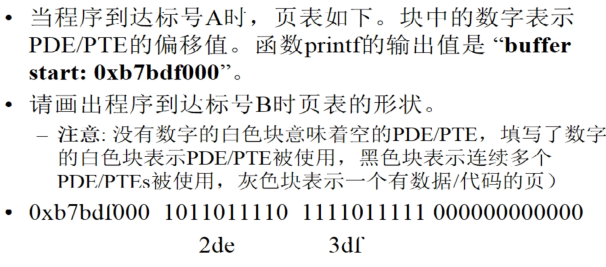 • 当程序到达标号A时，页表如下。块中的数字表示
PDE/PTE的偏移值。函数printf的输出值是 “buffer
start: 0xb7bdf000”。
• 请画出程序到达标号B时页表的形状。
– 注意: 没有数字的白色块意味着空的PDE/PTE，填写了数字
的白色块表示PDE/PTE被使用，黑色块表示连续多个
PDE/PTEs被使用，灰色块表示一个有数据/代码的页）
• 0xb7bdf000 1011011110 1111011111 000000000000
2de 3df